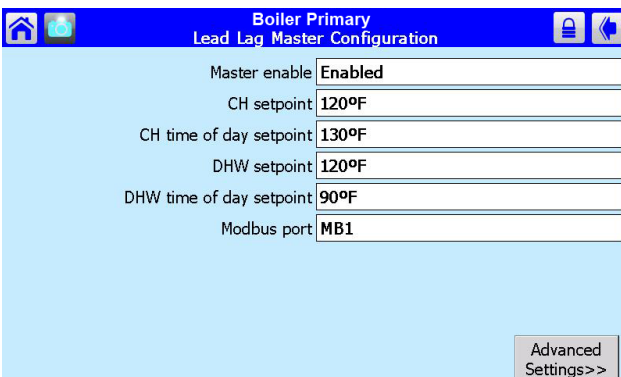 Boiler Primary
Lead Lag Master Configuration
Master enable Enabled
CH setpoint 120ºF
CH time of day setpoint 130ºF
DHW setpoint 120ºF
DHW time of day setpoint 90ºF
Modbus port MB1
Advanced
Settings>>